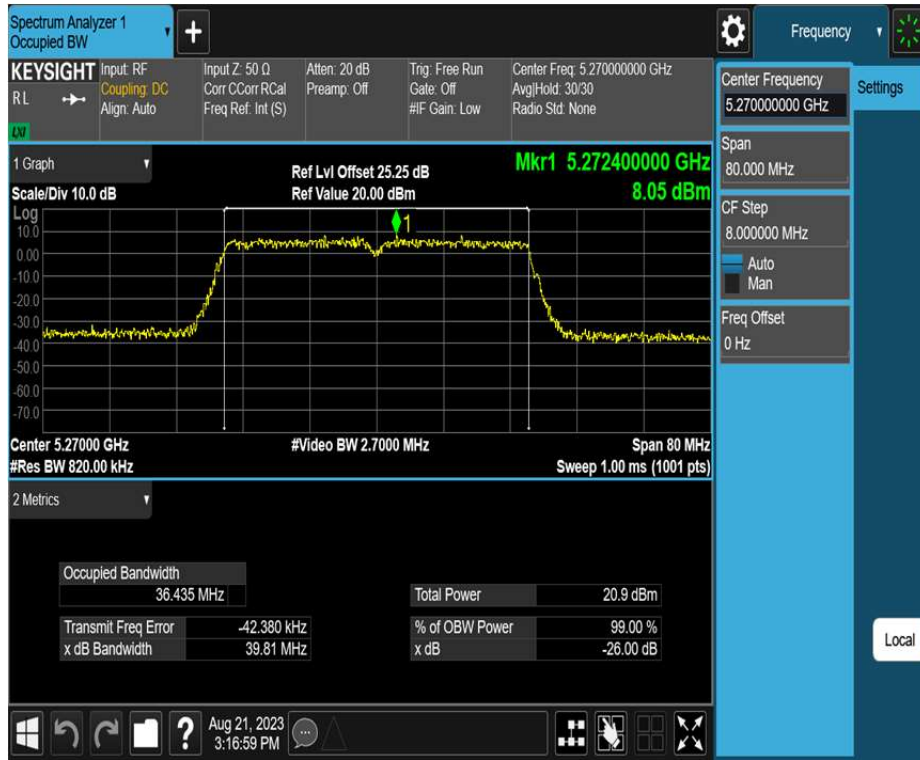 Spectrum Analyzer 1
Occupied BW
+
Frequency
KEYSIGHT
RL
LXI
Input: RF
Coupling: DC
Align: Auto
Input Z: 50 Ω
Corr CCorr RCal
Freq Ref: Int (S)
Atten: 20 dB
Preamp: Off
Trig: Free Run
Gate: Off
#IF Gain: Low
Center Freq: 5.270000000 GHz
Avg|Hold: 30/30
Radio Std: None
Center Frequency
5.270000000 GHz
Settings
Span
80.000 MHz
CF Step
8.000000 MHz
Auto
Man
Freq Offset
0 Hz
Local
1 Graph
Scale/Div 10.0 dB
Ref Lvl Offset 25.25 dB
Ref Value 20.00 dBm
Mkr1 5.272400000 GHz
8.05 dBm
Log
10.0
0.00
-10.0
-20.0
-30.0
-40.0
-50.0
-60.0
-70.0
1
Center 5.27000 GHz
#Res BW 820.00 kHz
#Video BW 2.7000 MHz
Span 80 MHz
Sweep 1.00 ms (1001 pts)
2 Metrics
Occupied Bandwidth
36.435 MHz
Total Power 20.9 dBm
Transmit Freq Error -42.380 kHz
% of OBW Power 99.00 %
x dB Bandwidth 39.81 MHz
x dB -26.00 dB
?
Aug 21, 2023
3:16:59 PM